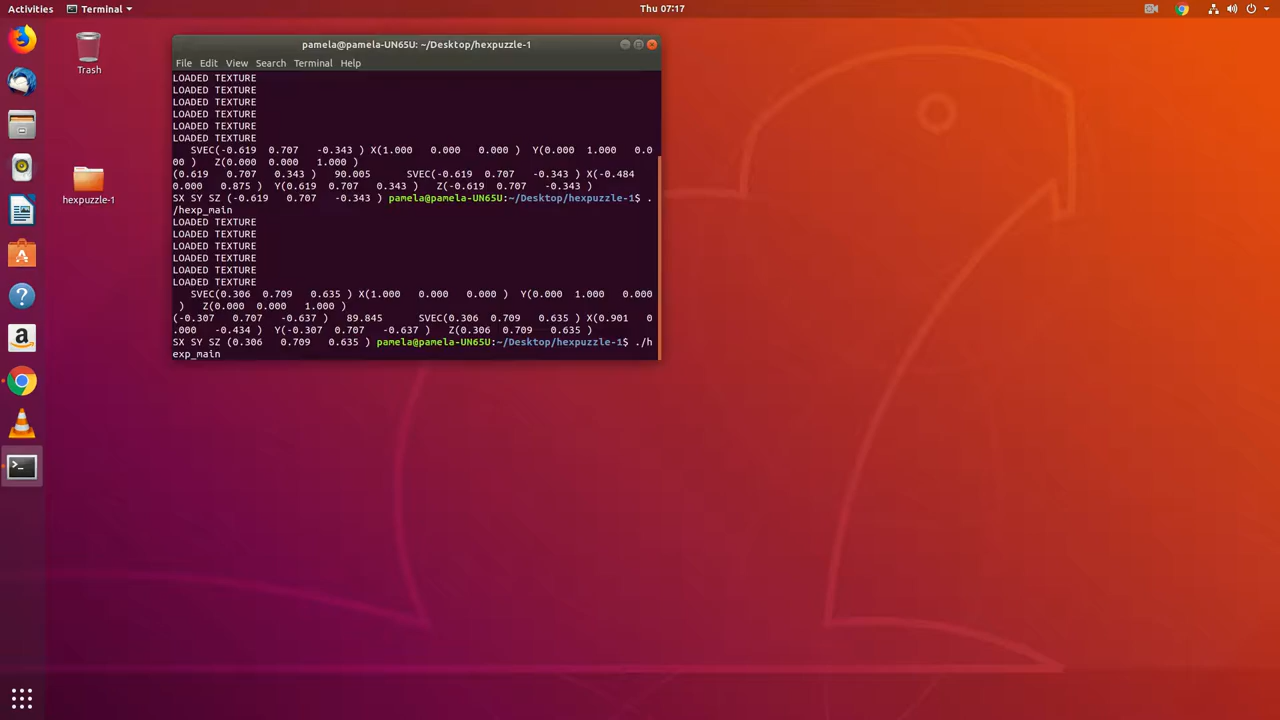 Activities
Terminal
Thu 07:17
Trash
hexpuzzle-1
pamela@pamela-UN65U: ~/Desktop/hexpuzzle-1
File Edit View Search Terminal Help
LOADED TEXTURE
LOADED TEXTURE
LOADED TEXTURE
LOADED TEXTURE
LOADED TEXTURE
LOADED TEXTURE
SVEC(-0.619 0.707 -0.343 ) X(1.000 0.000 0.000 ) Y(0.000 1.000 0.0
00 ) Z(0.000 0.000 1.000 )
(0.619 0.707 0.343 ) 90.005 SVEC(-0.619 0.707 -0.343 ) X(-0.484
0.000 0.875 ) Y(0.619 0.707 0.343 ) Z(-0.619 0.707 -0.343 )
SX SY SZ (-0.619 0.707 -0.343 ) pamela@pamela-UN65U:~/Desktop/hexpuzzle-1$ .
/hexp_main
LOADED TEXTURE
LOADED TEXTURE
LOADED TEXTURE
LOADED TEXTURE
LOADED TEXTURE
LOADED TEXTURE
SVEC(0.306 0.709 0.635 ) X(1.000 0.000 0.000 ) Y(0.000 1.000 0.000
) Z(0.000 0.000 1.000 )
(-0.307 0.707 -0.637 ) 89.845 SVEC(0.306 0.709 0.635 ) X(0.901 0
.000 -0.434 ) Y(-0.307 0.707 -0.637 ) Z(0.306 0.709 0.635 )
SX SY SZ (0.306 0.709 0.635 ) pamela@pamela-UN65U:~/Desktop/hexpuzzle-1$ ./h
exp_main